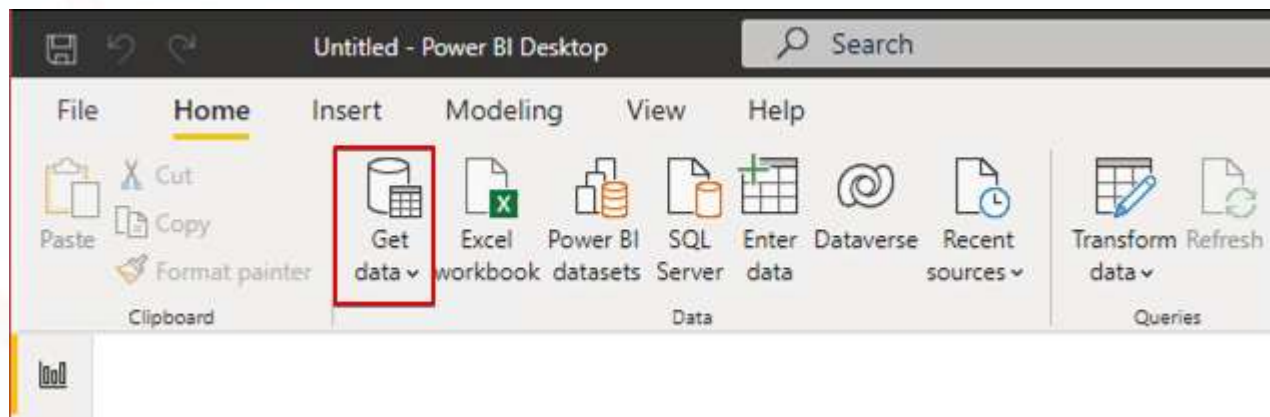 Untitled - Power BI Desktop
Search
File Home Insert Modeling View Help
Paste
Cut
Copy
Format painter
Clipboard
Get data
Excel workbook
Power BI datasets
SQL Server
Enter data
Dataverse
Recent sources
Data
Transform data
Refresh
Queries